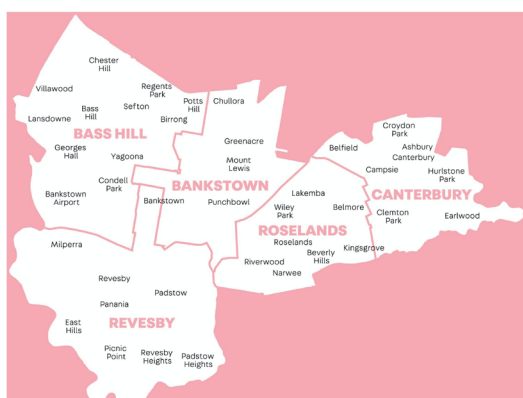 Chester
Hill
Villawood
Regents
Park
Potts
Hill
Chullora
Lansdowne
Bass
Hill
Sefton
Birrong
BASS HILL
Georges
Hall
Yagoona
Condell
Park
Bankstown
Airport
Greenacre
Mount
Lewis
BANKSTOWN
Bankstown
Punchbowl
Belfield
Croydon
Park
Ashbury
Canterbury
Campsie
Hurlstone
Park
CANTERBURY
Clemton
Park
Earlwood
Lakemba
Wiley
Park
Belmore
ROSELANDS
Roselands
Kingsgrove
Beverly
Hills
Riverwood
Narwee
Milperra
Revesby
Padstow
Panania
REVESBY
East
Hills
Picnic
Point
Revesby
Heights
Padstow
Heights